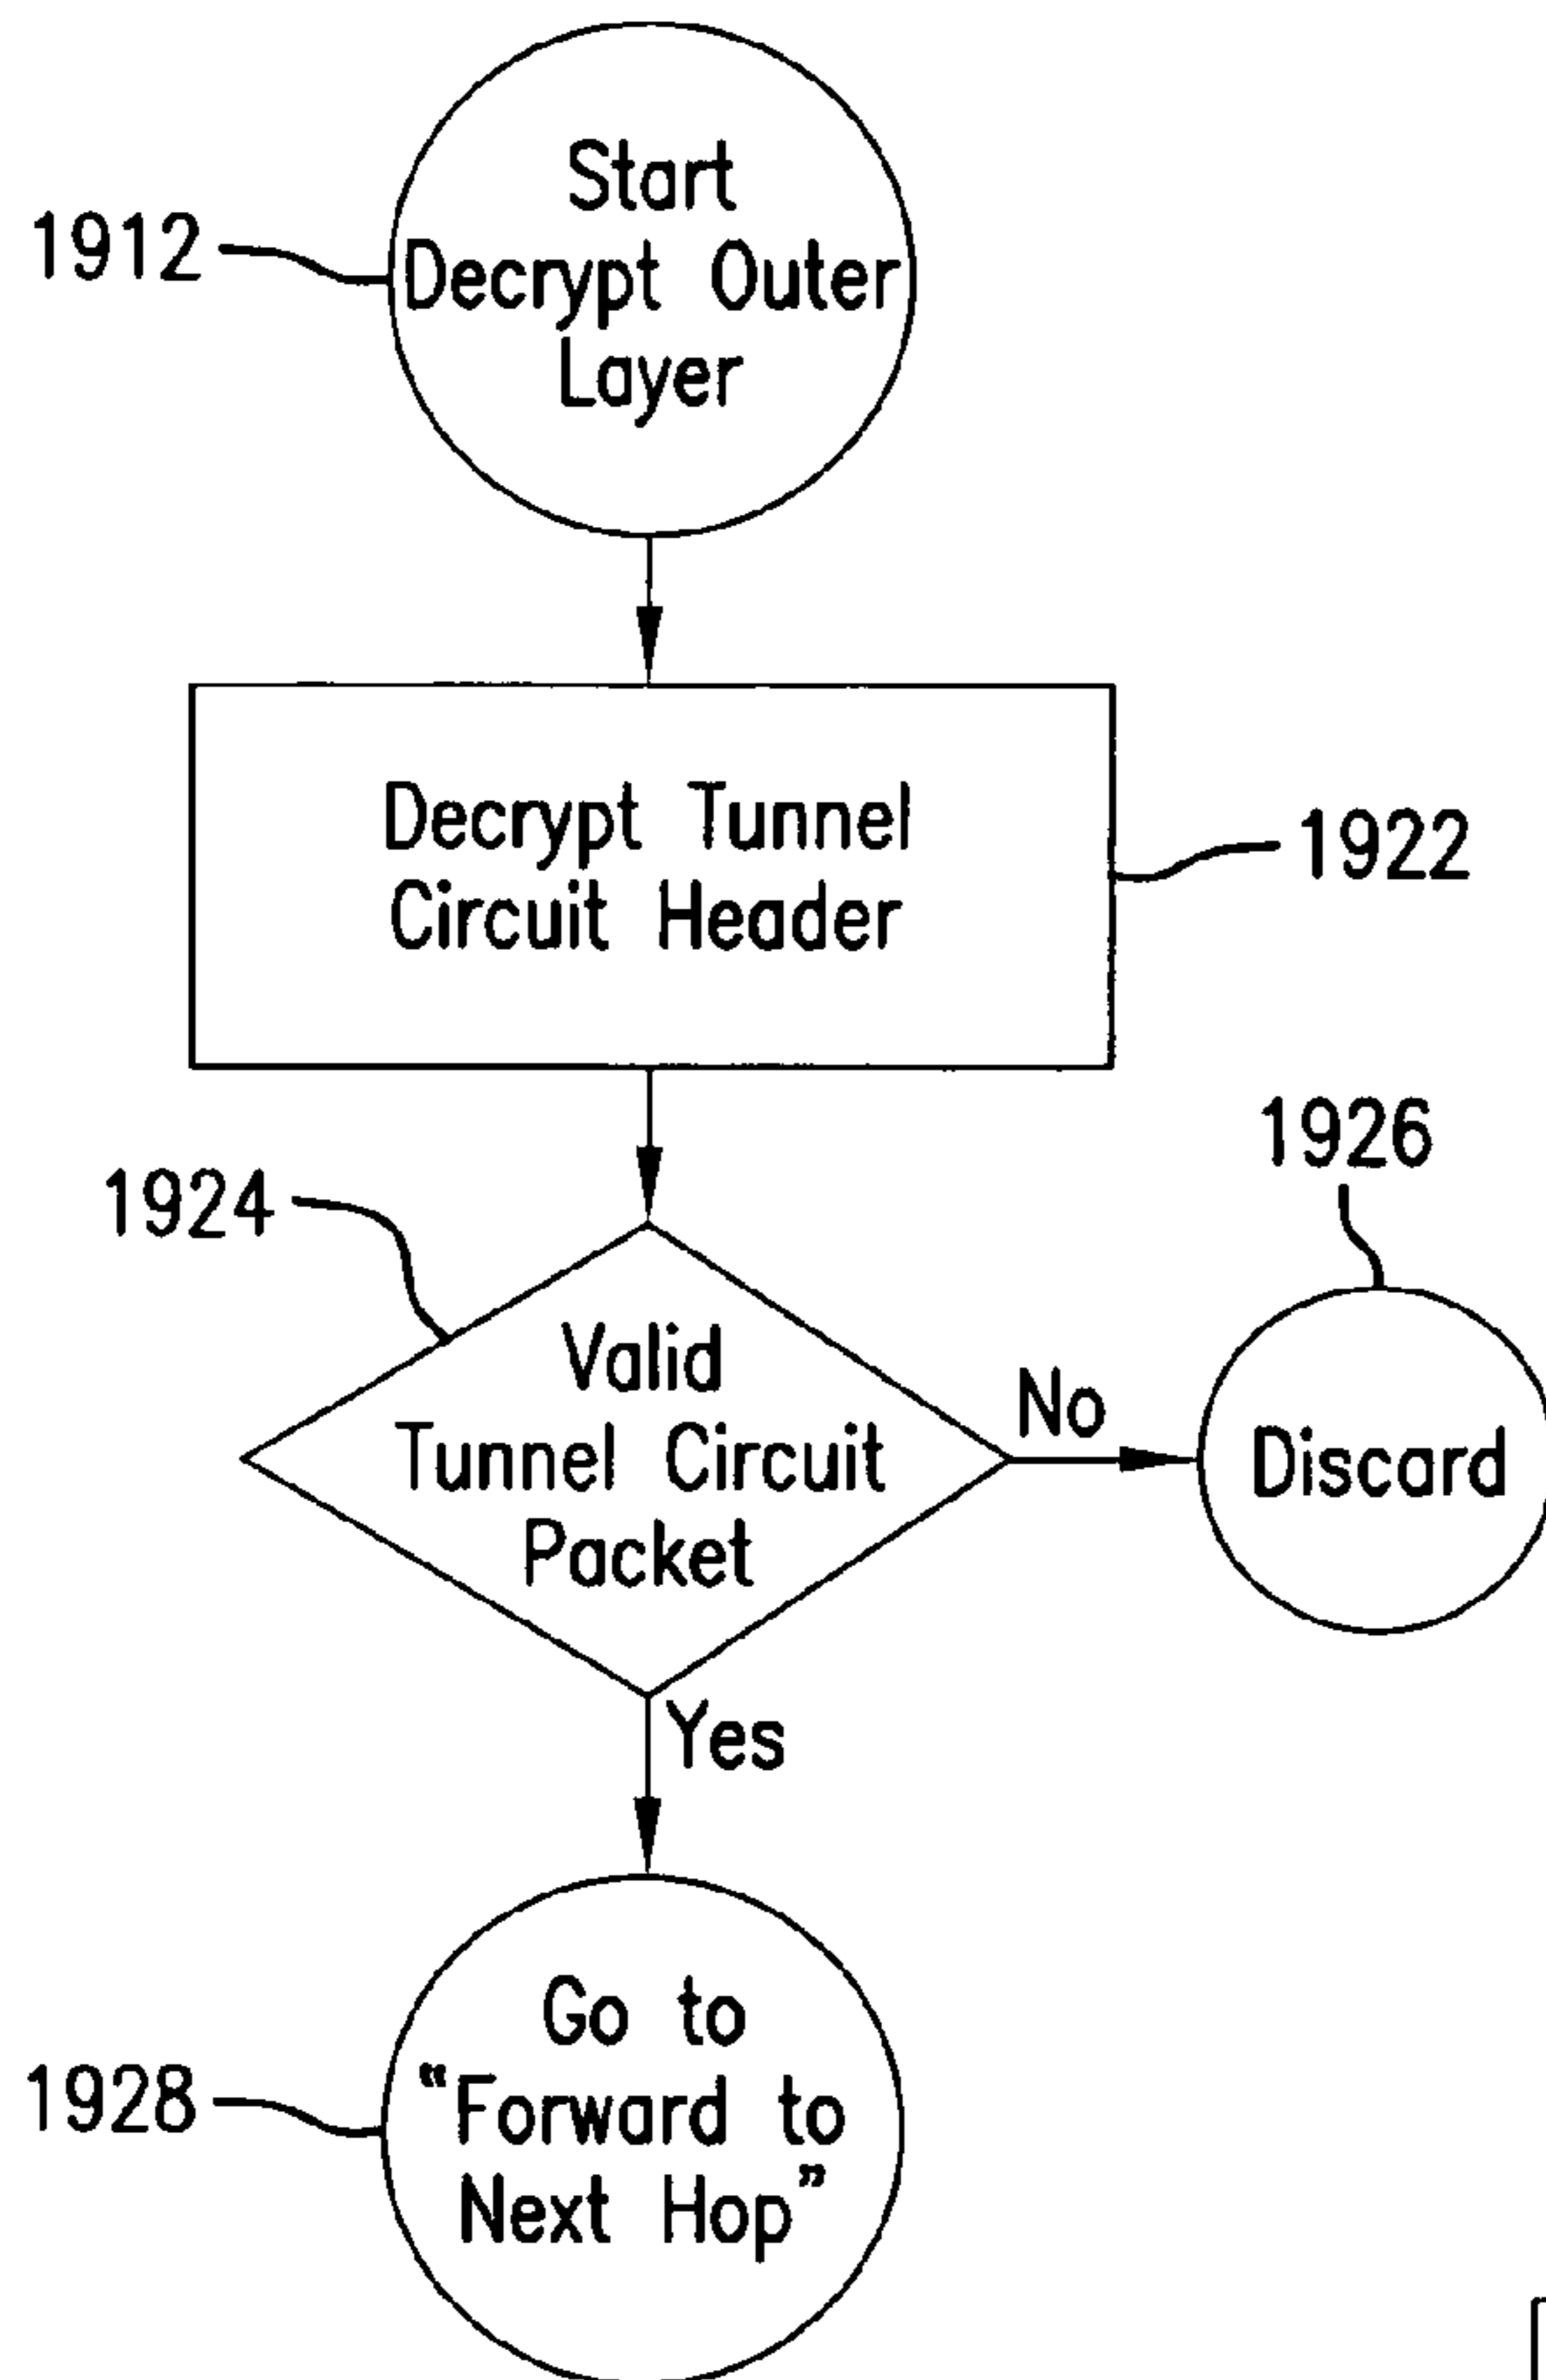 Start
1912
Decrypt Outer
Layer
Decrypt Tunnel
1922
Circuit Header
1926
1924
Valid
No
Tunnel Circuit
Discard
Packet
Yes
Go to
1928
“Forward to
Next Hop”